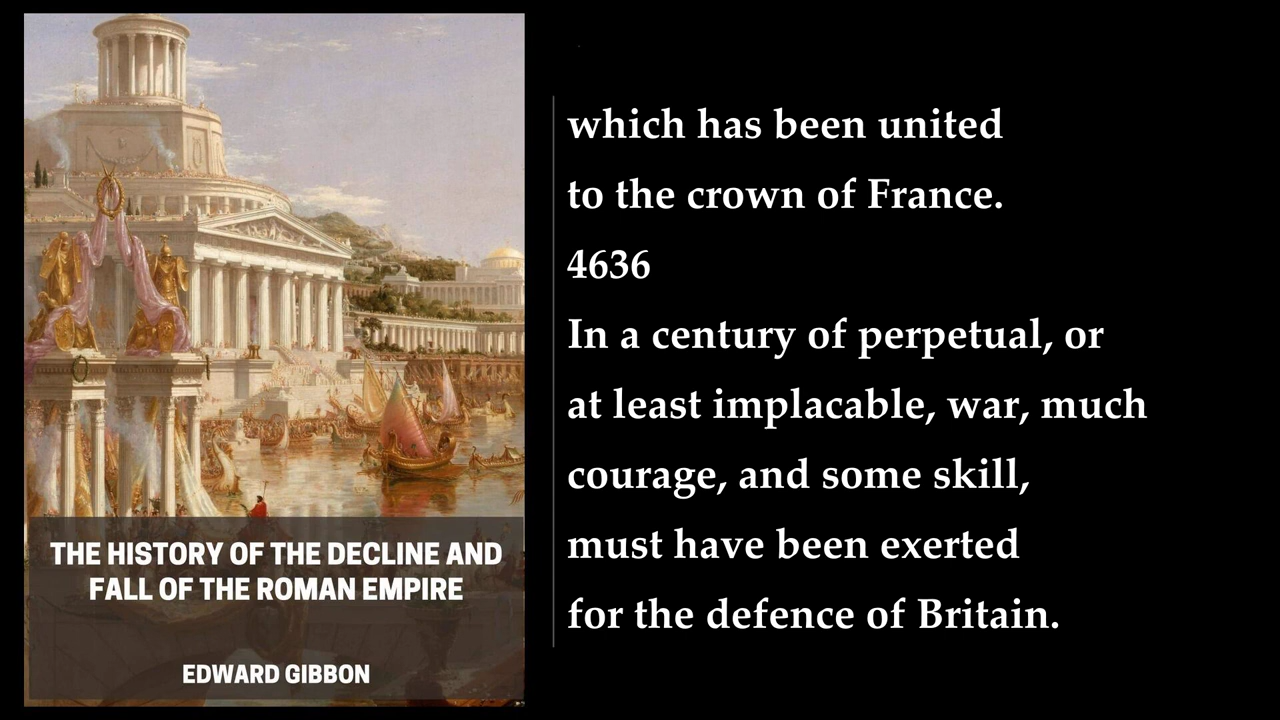 THE HISTORY OF THE DECLINE AND
FALL OF THE ROMAN EMPIRE
EDWARD GIBBON
which has been united
to the crown of France.
4636
In a century of perpetual, or
at least implacable, war, much
courage, and some skill,
must have been exerted
for the defence of Britain.